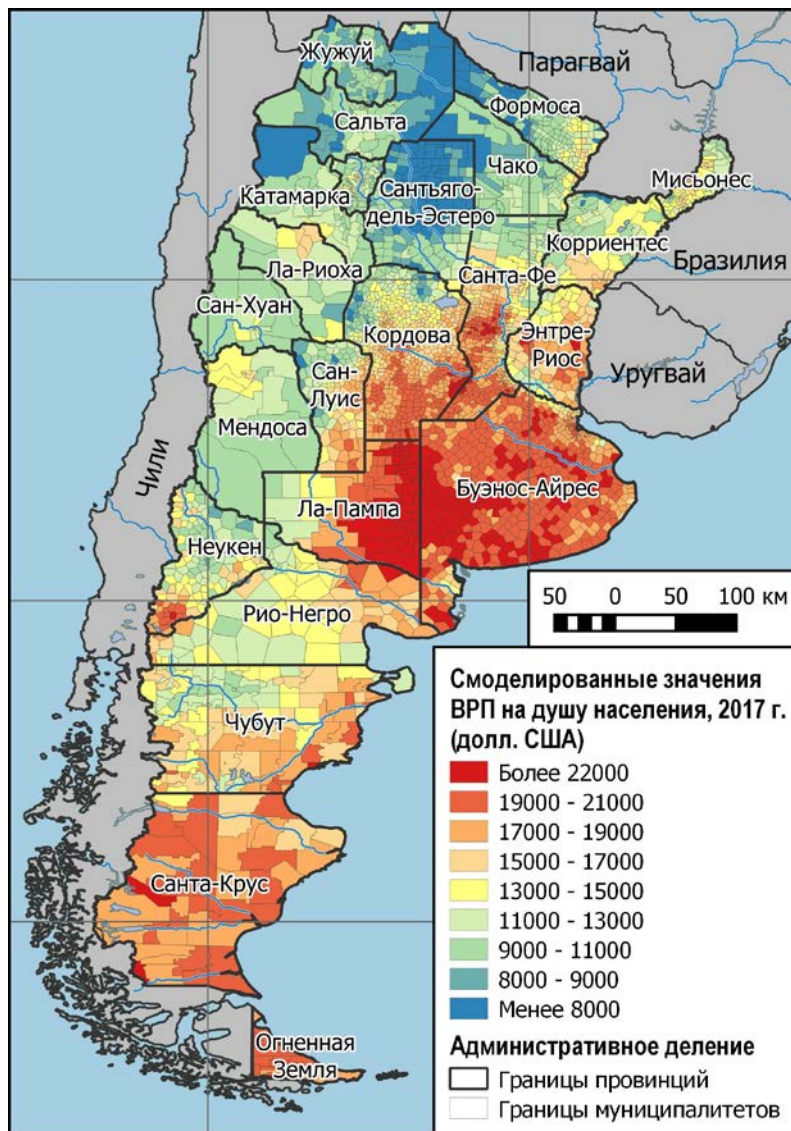 Жужуй
Парагвай
Формоса
Сальта
Чако
Мисьонес
Катамарка
Сантьяго-
дель-Эстеро
Корриентес
Ла-Риоха
Санта-Фе
Бразилия
Сан-Хуан
Кордова
Энтре-
Риос
Сан-
Луис
Уругвай
Мендоса
Чили
Буэнос-Айрес
Ла-Пампа
Неукен
Рио-Негро
50 0 50 100 км
Чубут
Санта-Крус
Огненная
Земля
Смоделированные значения
ВРП на душу населения, 2017 г.
(долл. США)
Более 22000
19000 - 21000
17000 - 19000
15000 - 17000
13000 - 15000
11000 - 13000
9000 - 11000
8000 - 9000
Менее 8000
Административное деление
Границы провинций
Границы муниципалитетов